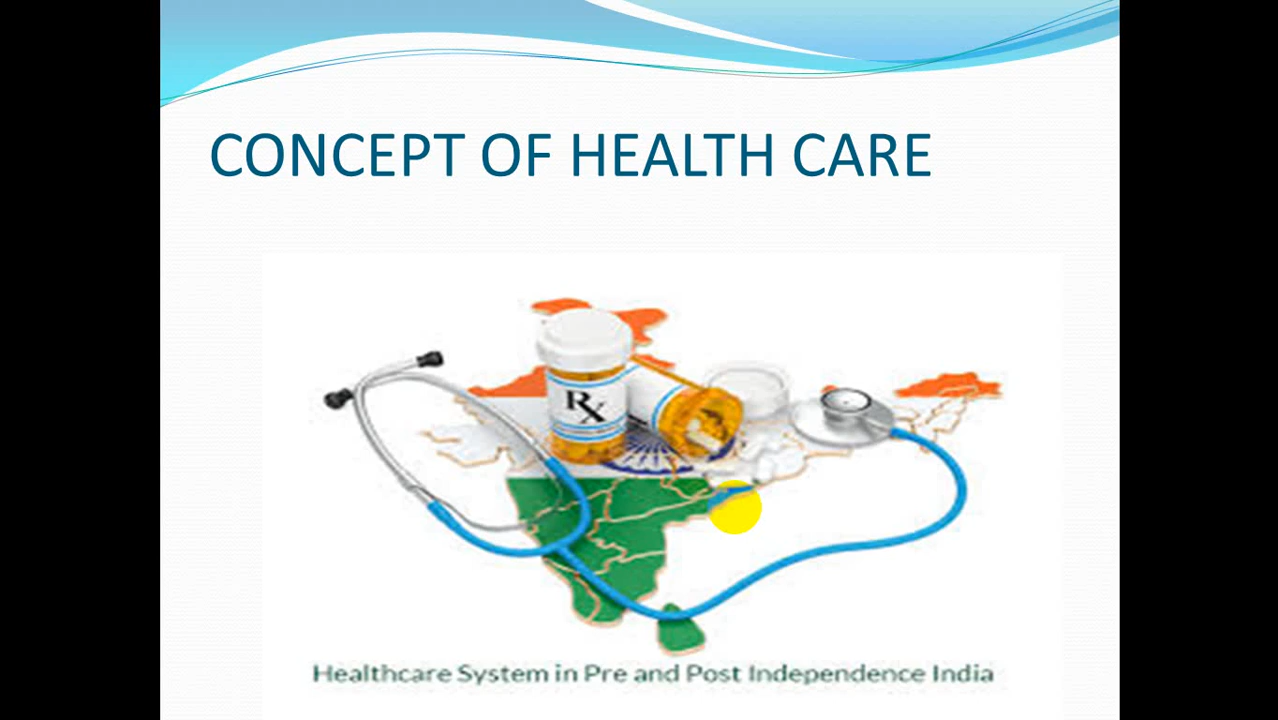 CONCEPT OF HEALTH CARE
Rx
Healthcare System in Pre and Post Independence India